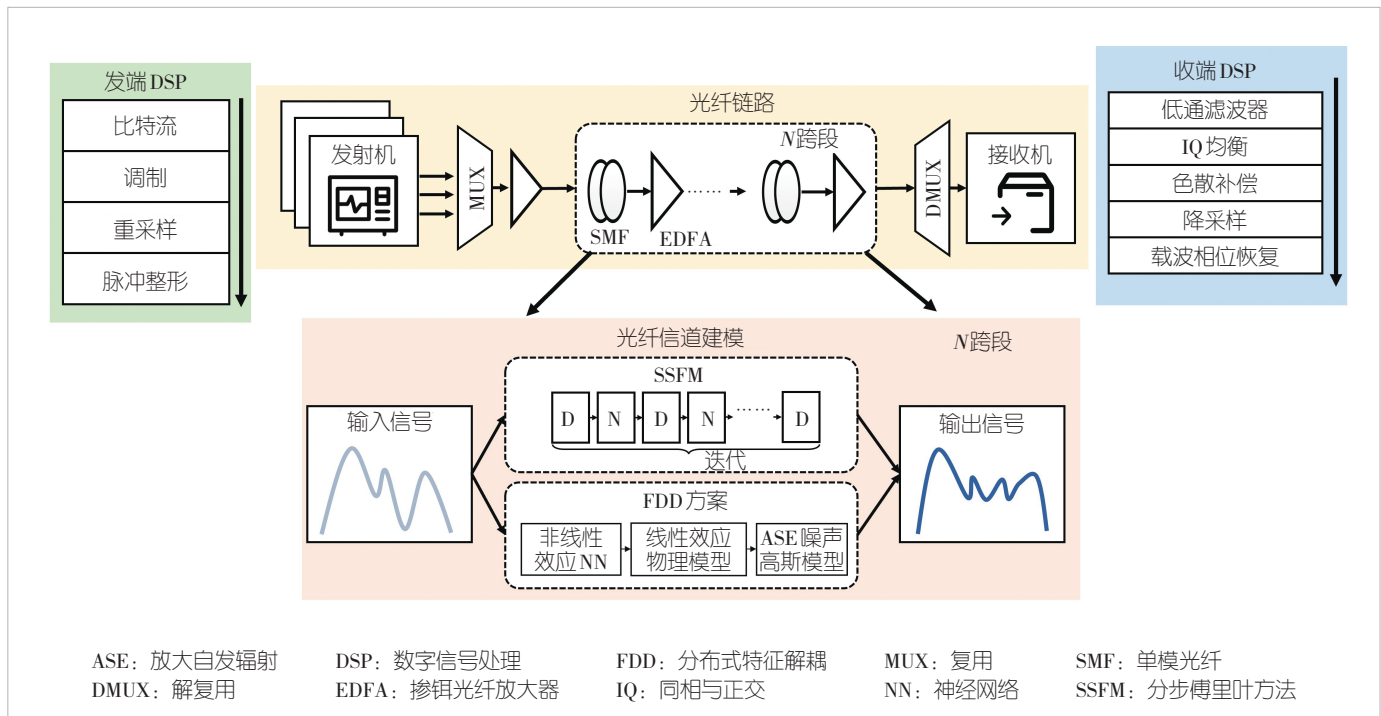 发端DSP
比特流
调制
重采样
脉冲整形
光纤链路
发射机
MUX
N跨段
SMF
EDFA
……
DMUX
接收机
收端DSP
低通滤波器
IQ均衡
色散补偿
降采样
载波相位恢复
光纤信道建模
N跨段
输入信号
SSFM
D
N
D
N
……
D
迭代
FDD方案
非线性
效应NN
线性效应
物理模型
ASE噪声
高斯模型
输出信号
ASE：放大自发辐射
DSP：数字信号处理
FDD：分布式特征解耦
MUX：复用
SMF：单模光纤
DMUX：解复用
EDFA：掺铒光纤放大器
IQ：同相与正交
NN：神经网络
SSFM：分步傅里叶方法